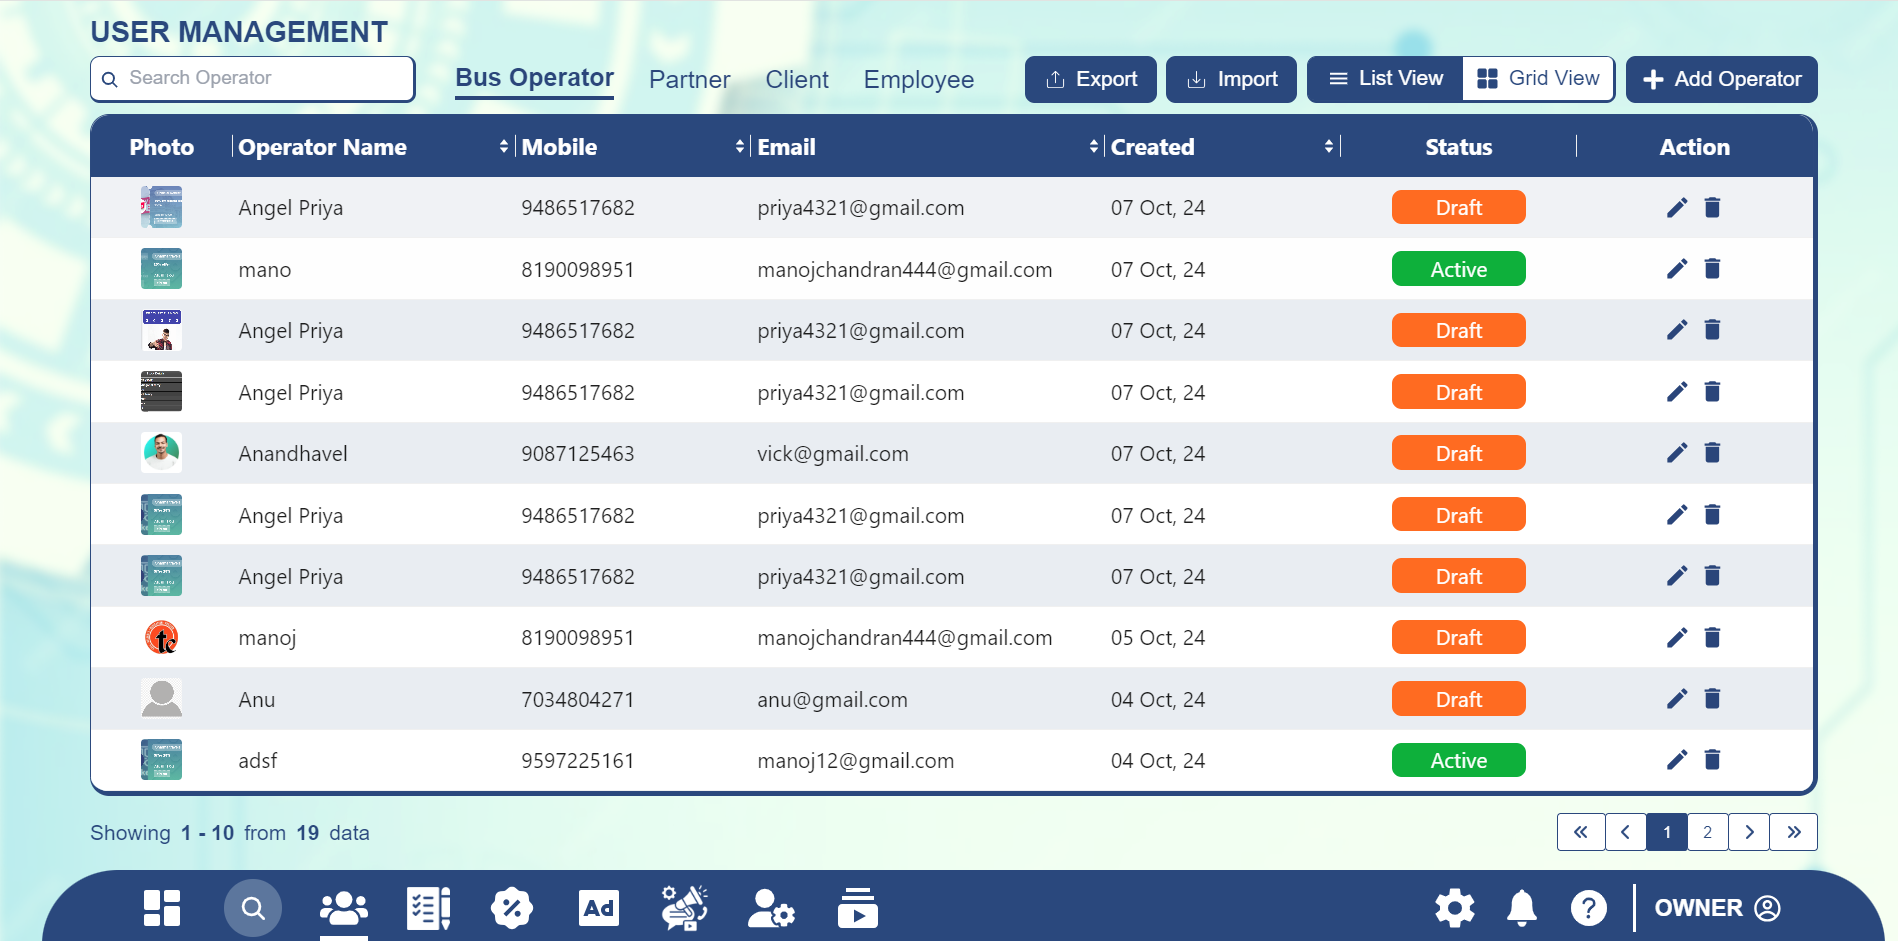 USER MANAGEMENT
Search Operator
Bus Operator Partner Client Employee
Export Import List View Grid View Add Operator
Photo Operator Name Mobile Email Created Status Action
Angel Priya 9486517682 priya4321@gmail.com 07 Oct, 24 Draft
mano 8190098951 manojchandran444@gmail.com 07 Oct, 24 Active
Angel Priya 9486517682 priya4321@gmail.com 07 Oct, 24 Draft
Angel Priya 9486517682 priya4321@gmail.com 07 Oct, 24 Draft
Anandhavel 9087125463 vick@gmail.com 07 Oct, 24 Draft
Angel Priya 9486517682 priya4321@gmail.com 07 Oct, 24 Draft
Angel Priya 9486517682 priya4321@gmail.com 07 Oct, 24 Draft
tc
manoj 8190098951 manojchandran444@gmail.com 05 Oct, 24 Draft
Anu 7034804271 anu@gmail.com 04 Oct, 24 Draft
adsf 9597225161 manoj12@gmail.com 04 Oct, 24 Active
Showing 1 - 10 from 19 data
« ‹ 1 2 › »
Ad
? OWNER